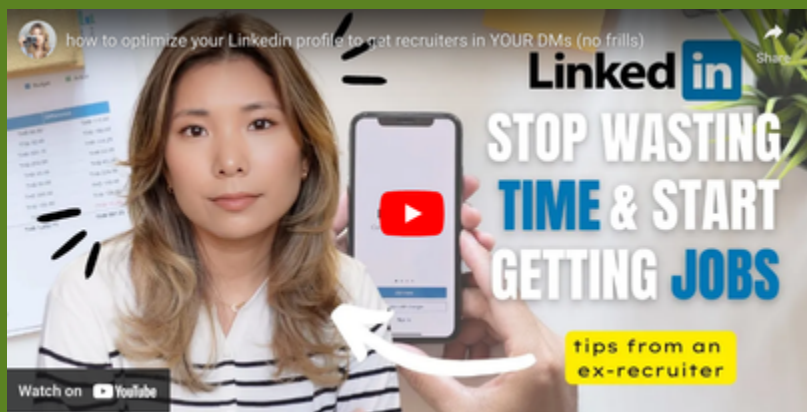 how to optimize your Linkedin profile to get recruiters in YOUR DMs (no frills)
Share
Linked in
STOP WASTING
TIME & START
GETTING JOBS
tips from an
ex-recruiter
Watch on YouTube